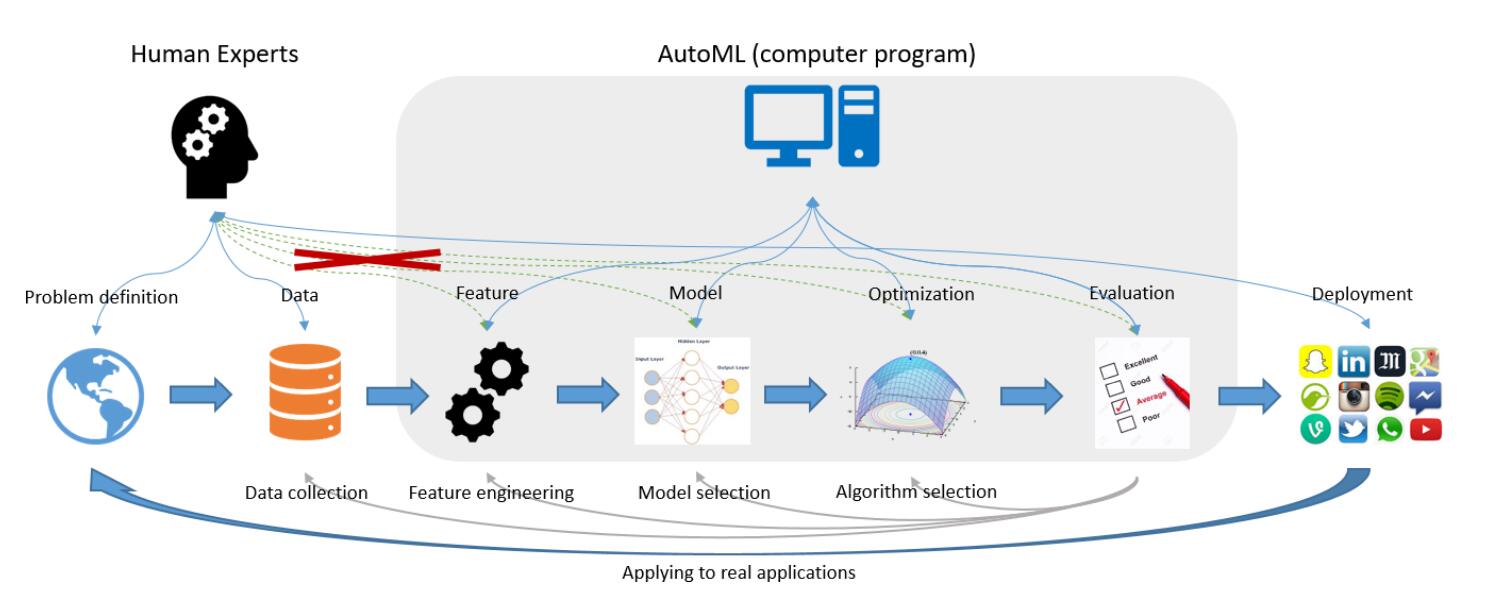 Human Experts
AutoML (computer program)
Problem definition
Data
Feature
Model
Optimization
Evaluation
Deployment
Hidden Layer
Input Layer
Output Layer
Excellent
Good
Average
Poor
in
Data collection
Feature engineering
Model selection
Algorithm selection
Applying to real applications